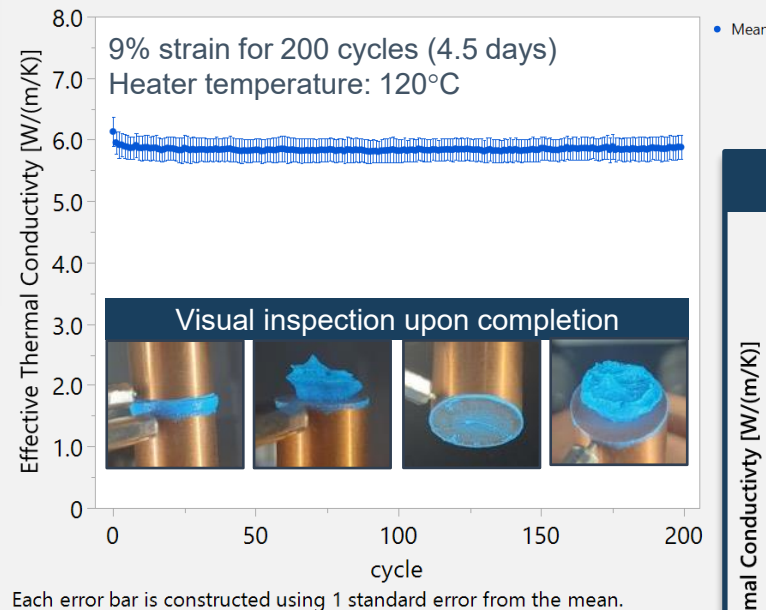 8.0
7.0
6.0
5.0
4.0
3.0
2.0
1.0
0
Effective Thermal Conductivty [W/(m/K)]
9% strain for 200 cycles (4.5 days)
Heater temperature: 120°C
Visual inspection upon completion
0 50 100 150 200
cycle
Each error bar is constructed using 1 standard error from the mean.
Mean
mal Conductivty [W/(m/K)]